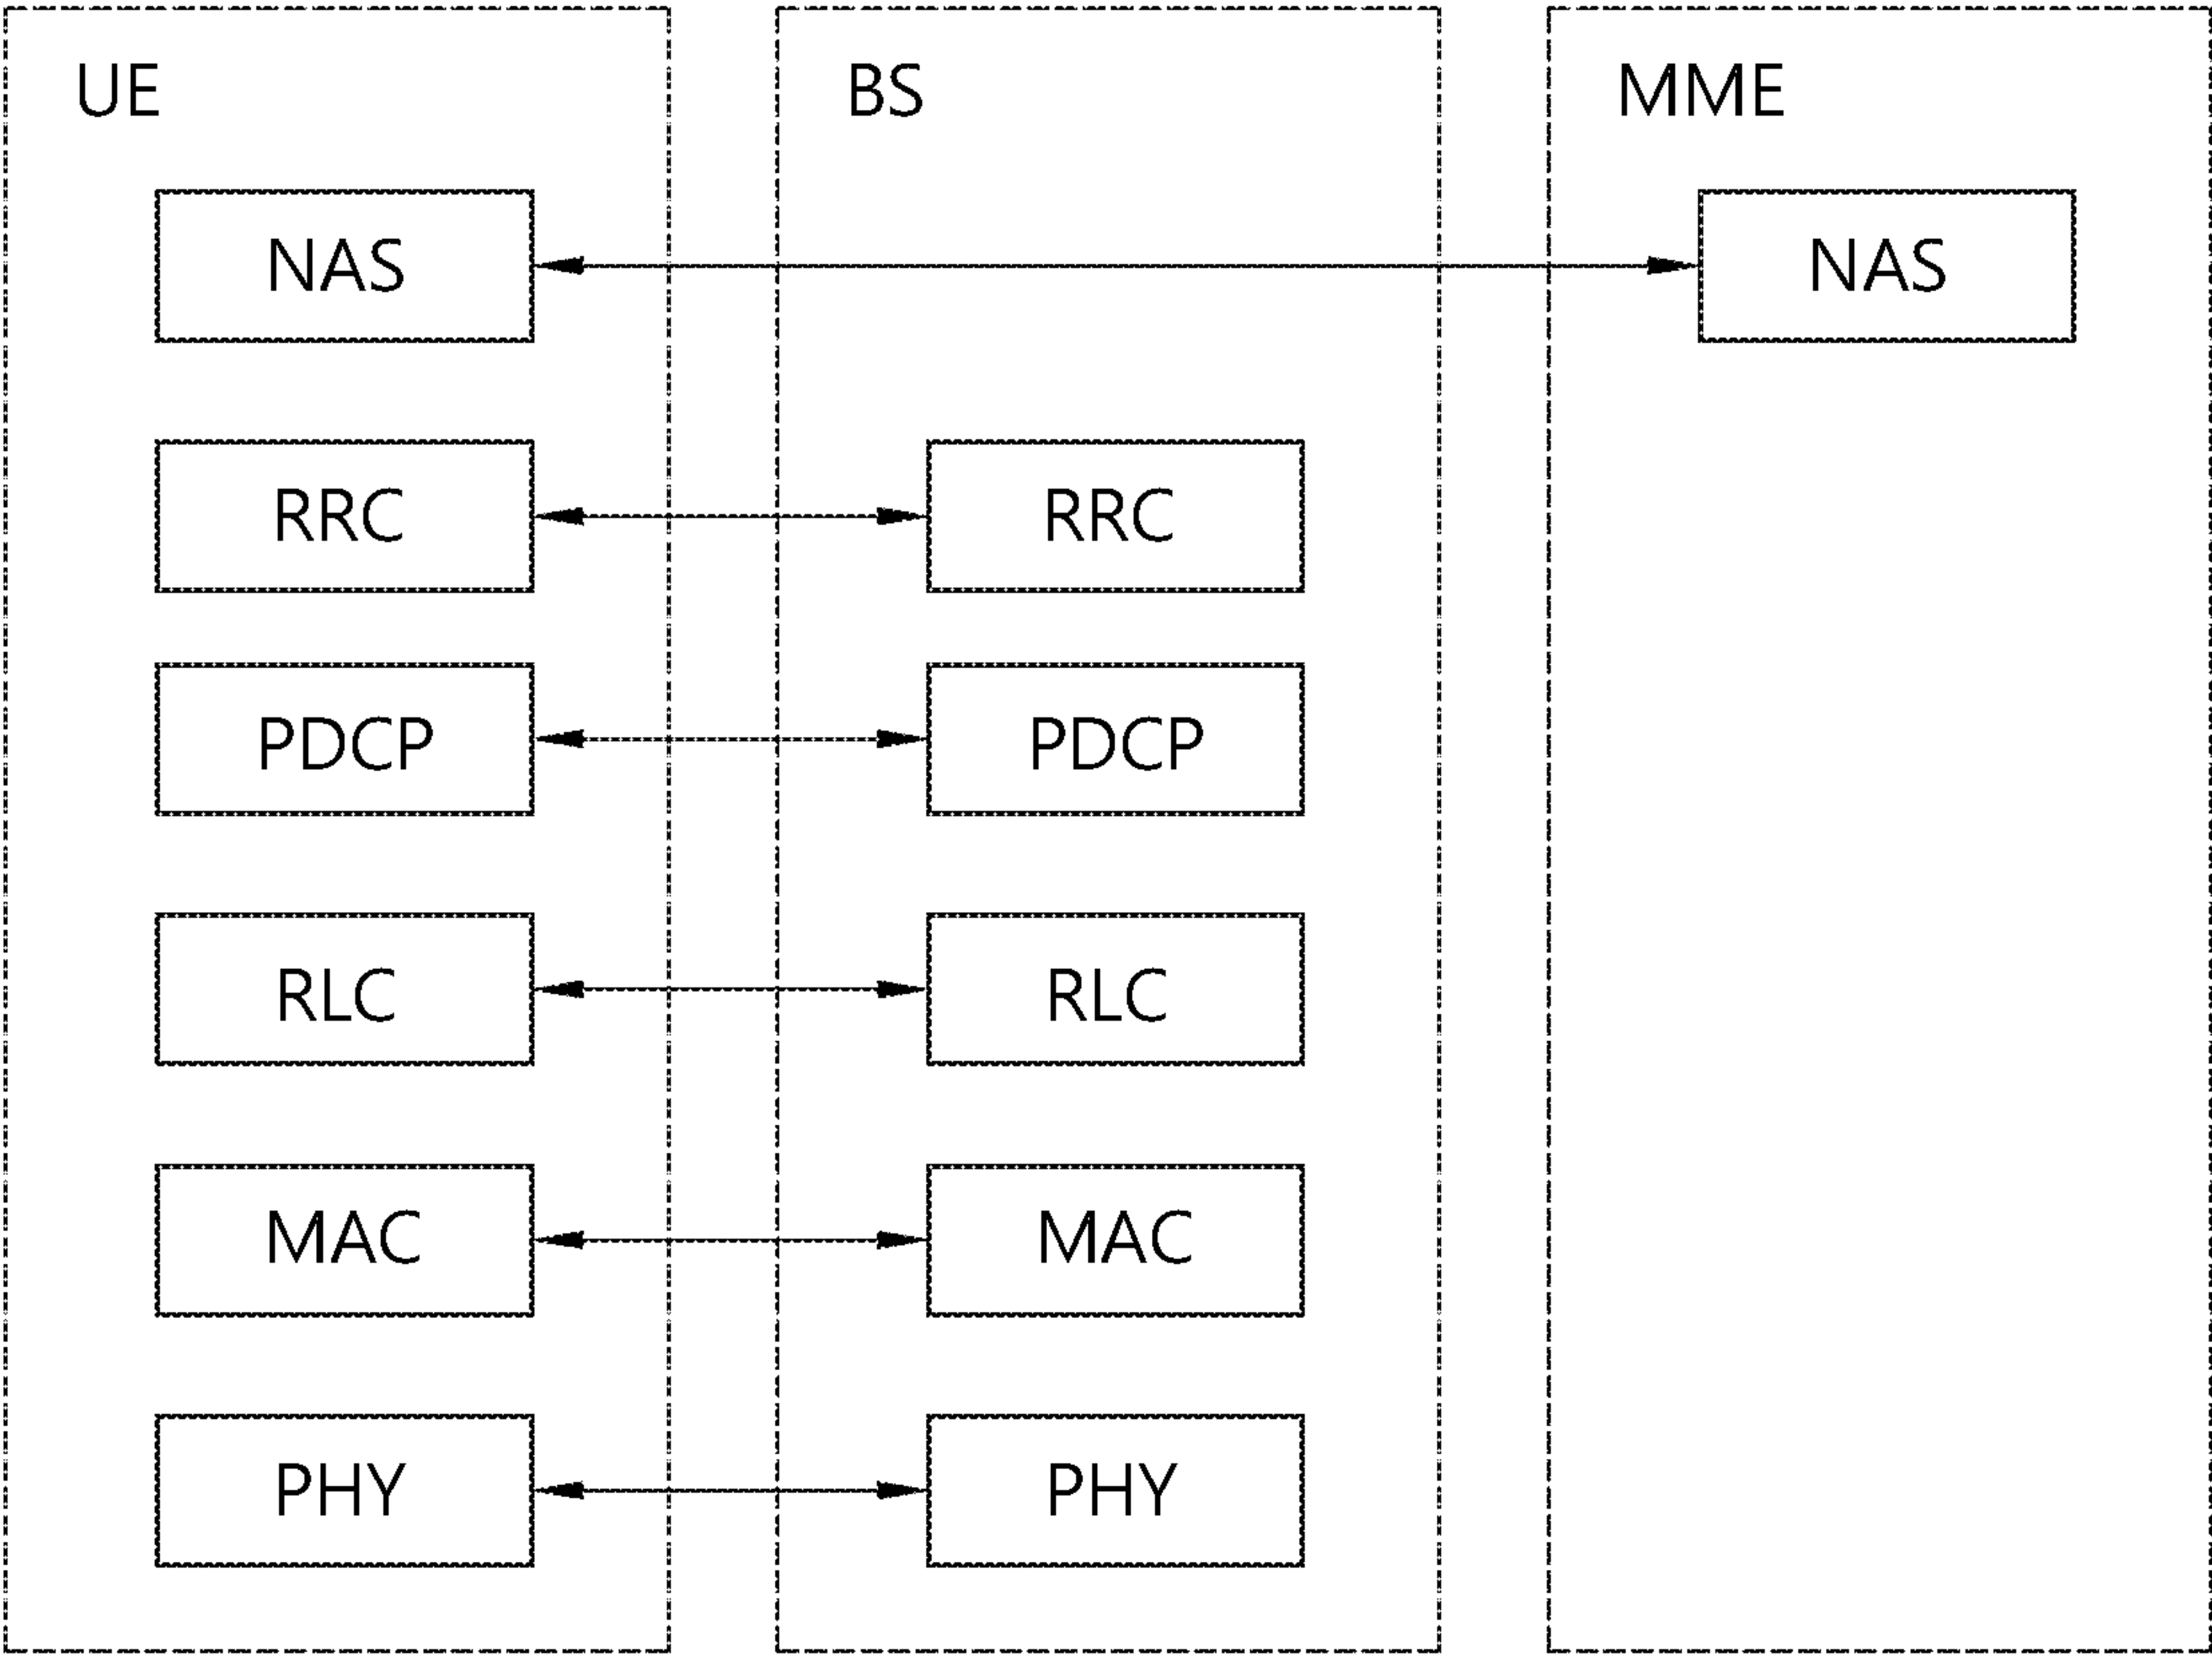 UE
BS
MME
NAS
NAS
RRC
RRC
PDCP
PDCP
RLC
RLC
MAC
MAC
PHY
PHY